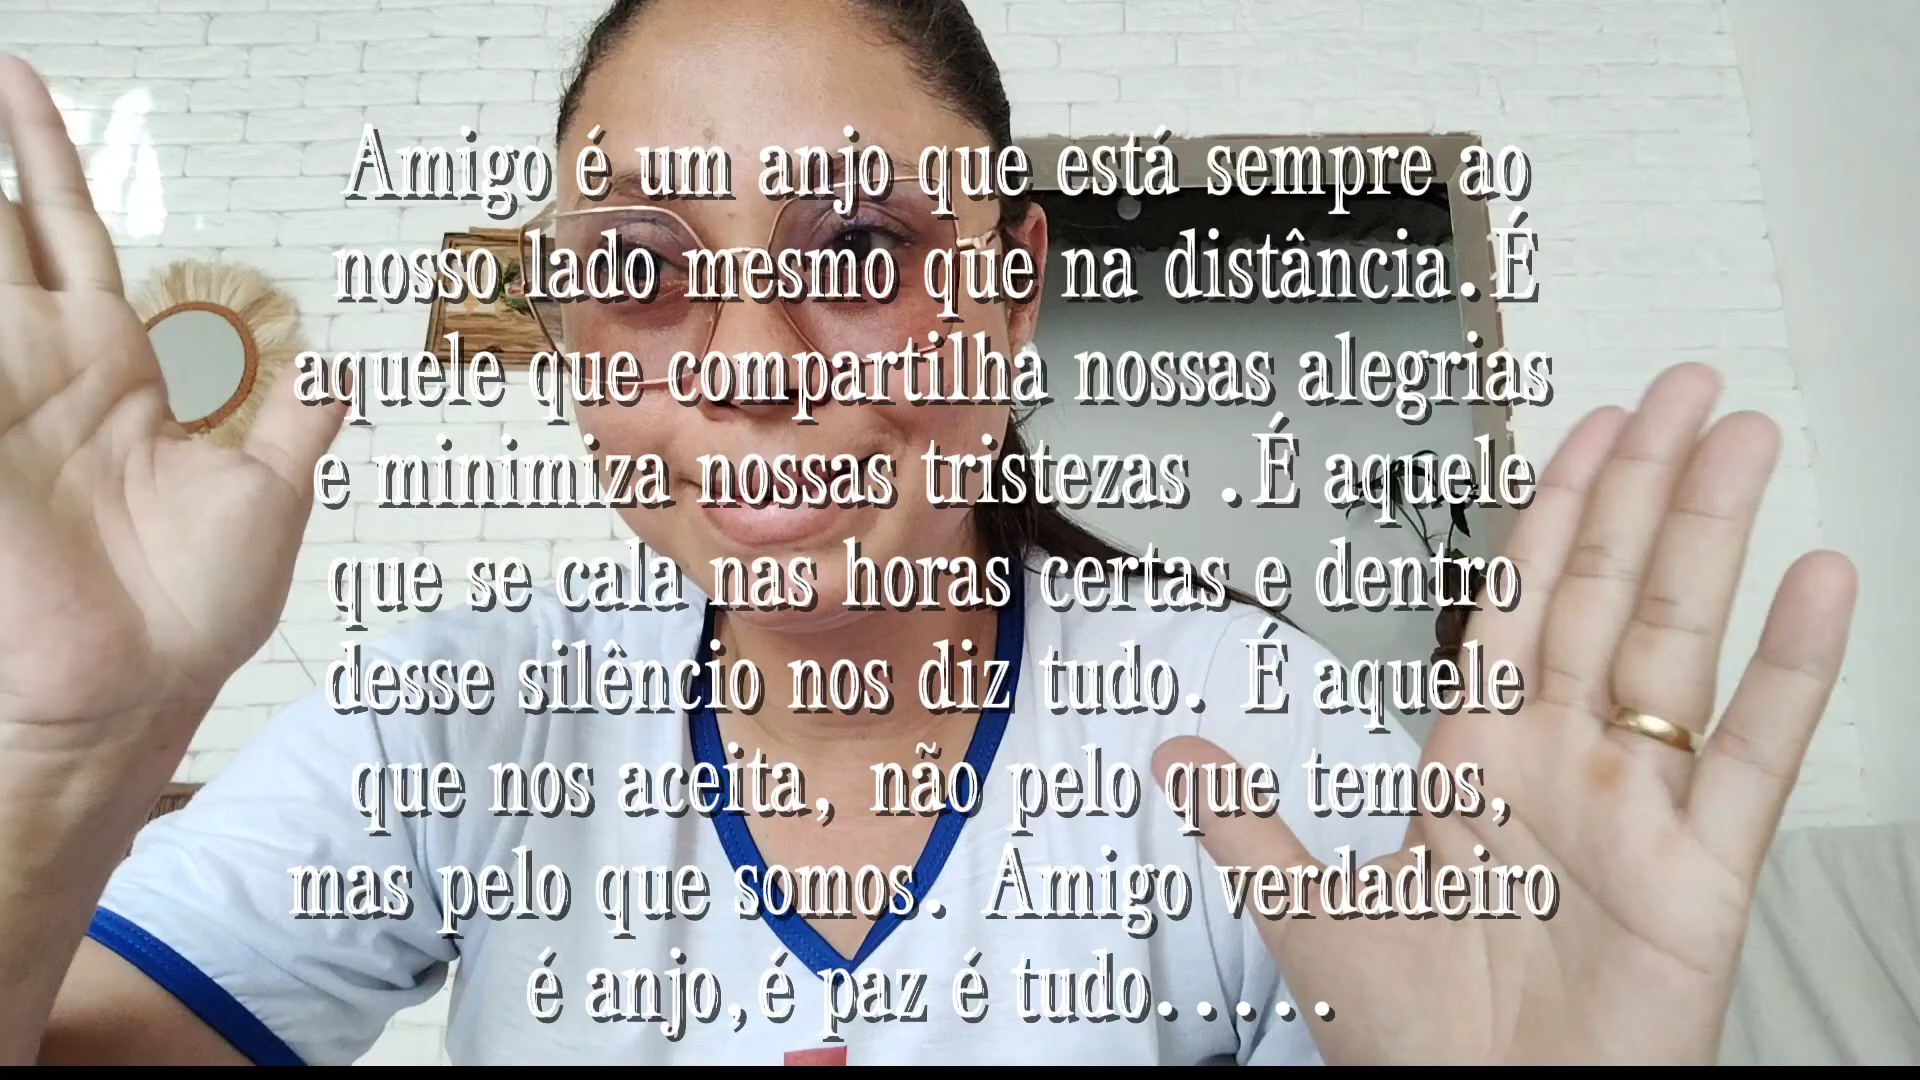 Amigo é um anjo que está sempre ao
nosso lado mesmo que na distância.É
aquele que compartilha nossas alegrias
e minimiza nossas tristezas .É aquele
que se cala nas horas certas e dentro
desse silêncio nos diz tudo. É aquele
que nos aceita, não pelo que temos,
mas pelo que somos. Amigo verdadeiro
é anjo,é paz é tudo.....